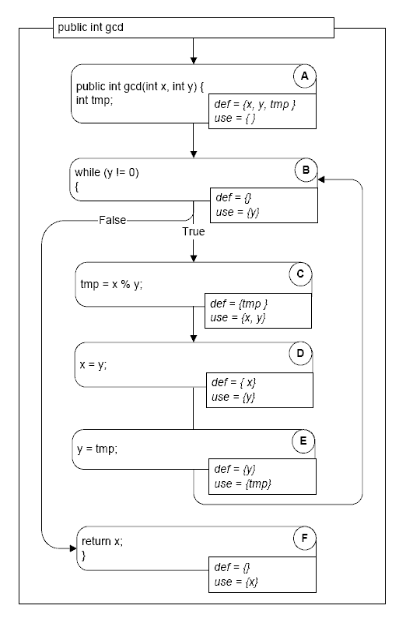 public int gcd
A
public int gcd(int x, int y) {
int tmp;
def = {x, y, tmp }
use = { }
B
while (y != 0)
{
def = {}
use = {y}
False
True
C
tmp = x % y;
def = {tmp }
use = {x, y}
D
x = y;
def = { x}
use = {y}
E
y = tmp;
def = {y}
use = {tmp}
F
return x;
}
def = {}
use = {x}